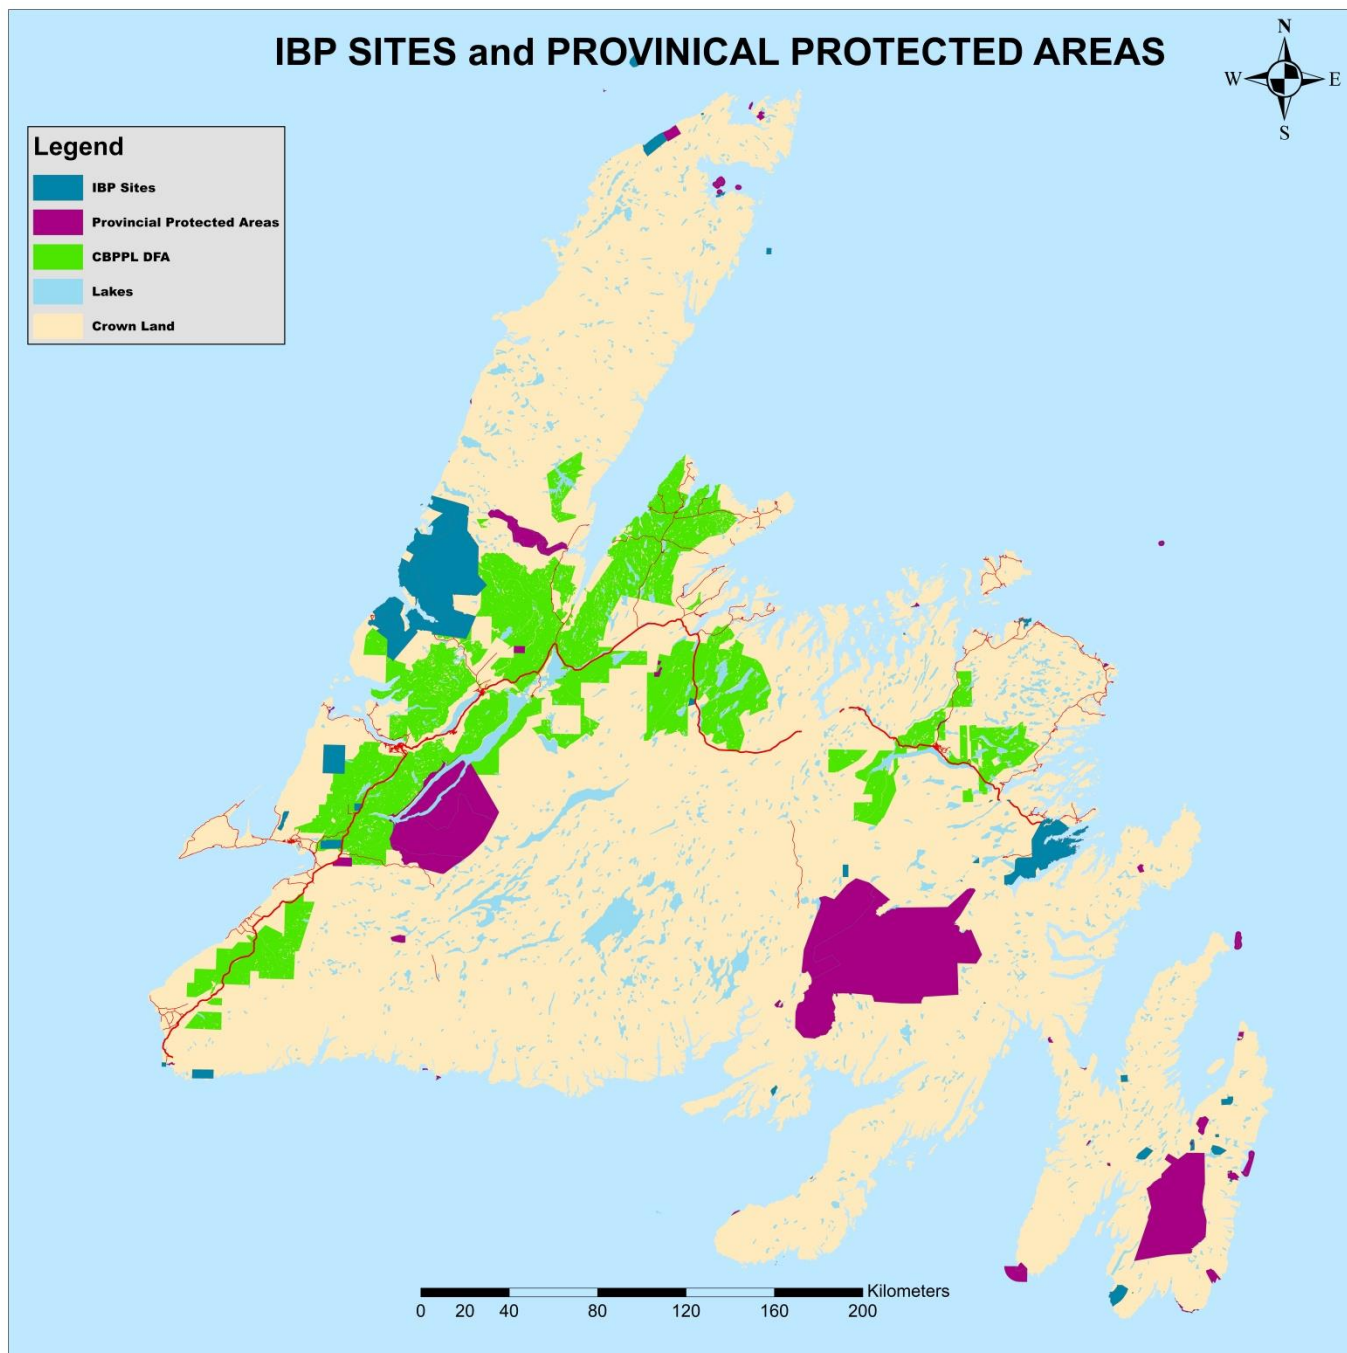 IBP SITES and PROVINICAL PROTECTED AREAS
N
W E
S
Legend
IBP Sites
Provincial Protected Areas
CBPPL DFA
Lakes
Crown Land
Kilometers
0 20 40 80 120 160 200